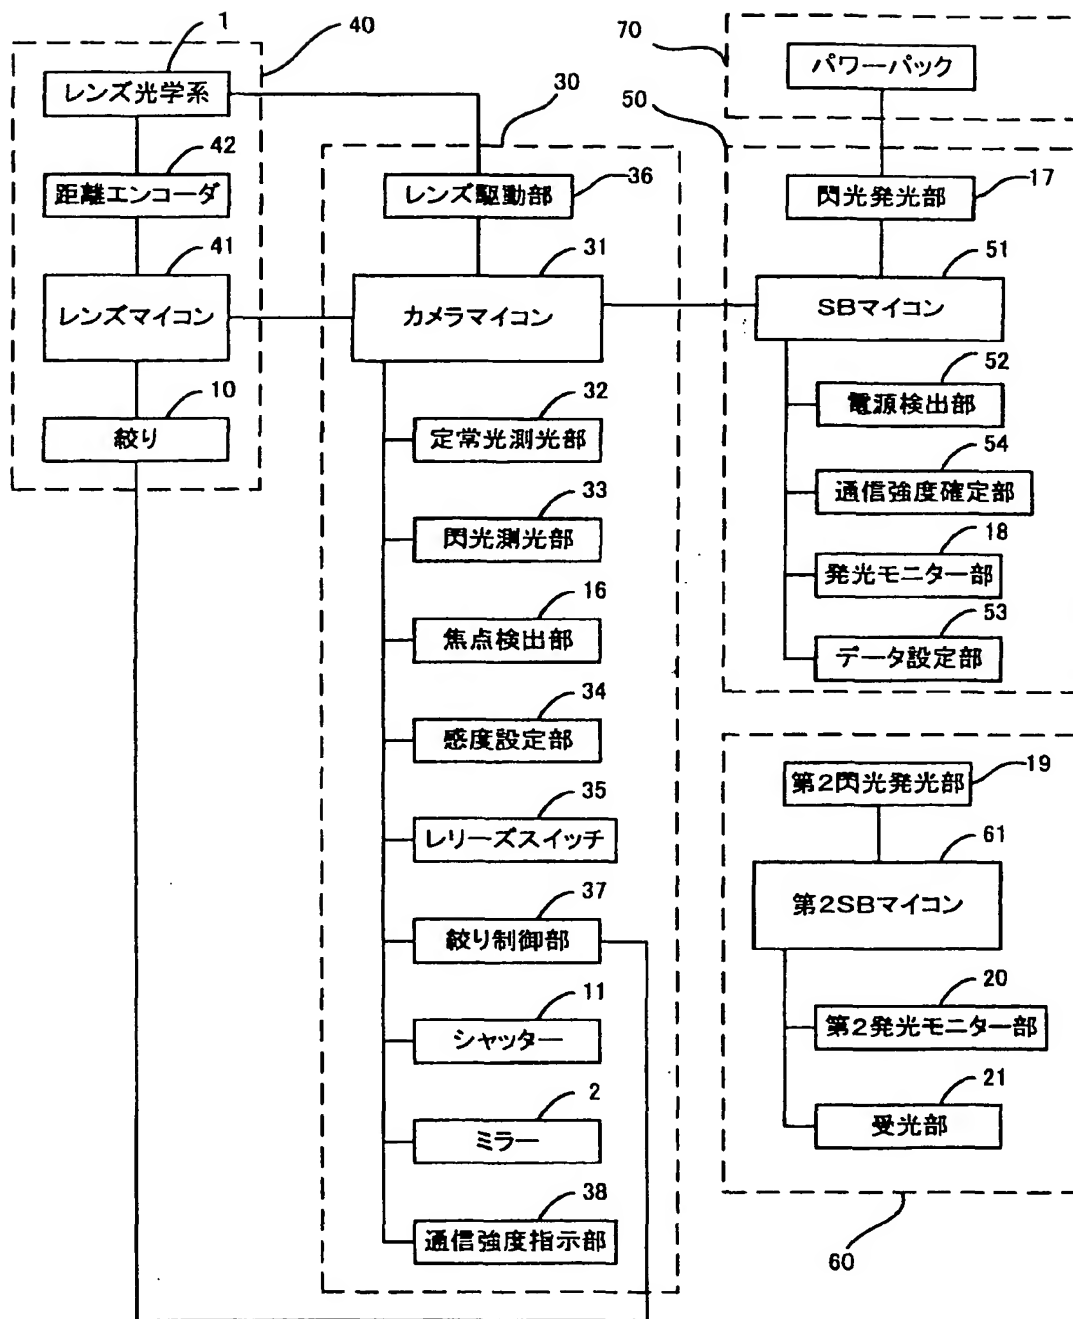 1
40
レンズ光学系
42
距離エンコーダ
41
レンズマイコン
10
絞り
30
レンズ駆動部
36
31
カメラマイコン
32
定常光測光部
33
閃光測光部
16
焦点検出部
34
感度設定部
35
レリーズスイッチ
37
絞り制御部
11
シャッター
2
ミラー
38
通信強度指示部
70
パワーパック
50
閃光発光部
17
51
SBマイコン
52
電源検出部
54
通信強度確定部
18
発光モニター部
53
データ設定部
第2閃光発光部
19
61
第2SBマイコン
20
第2発光モニター部
21
受光部
60